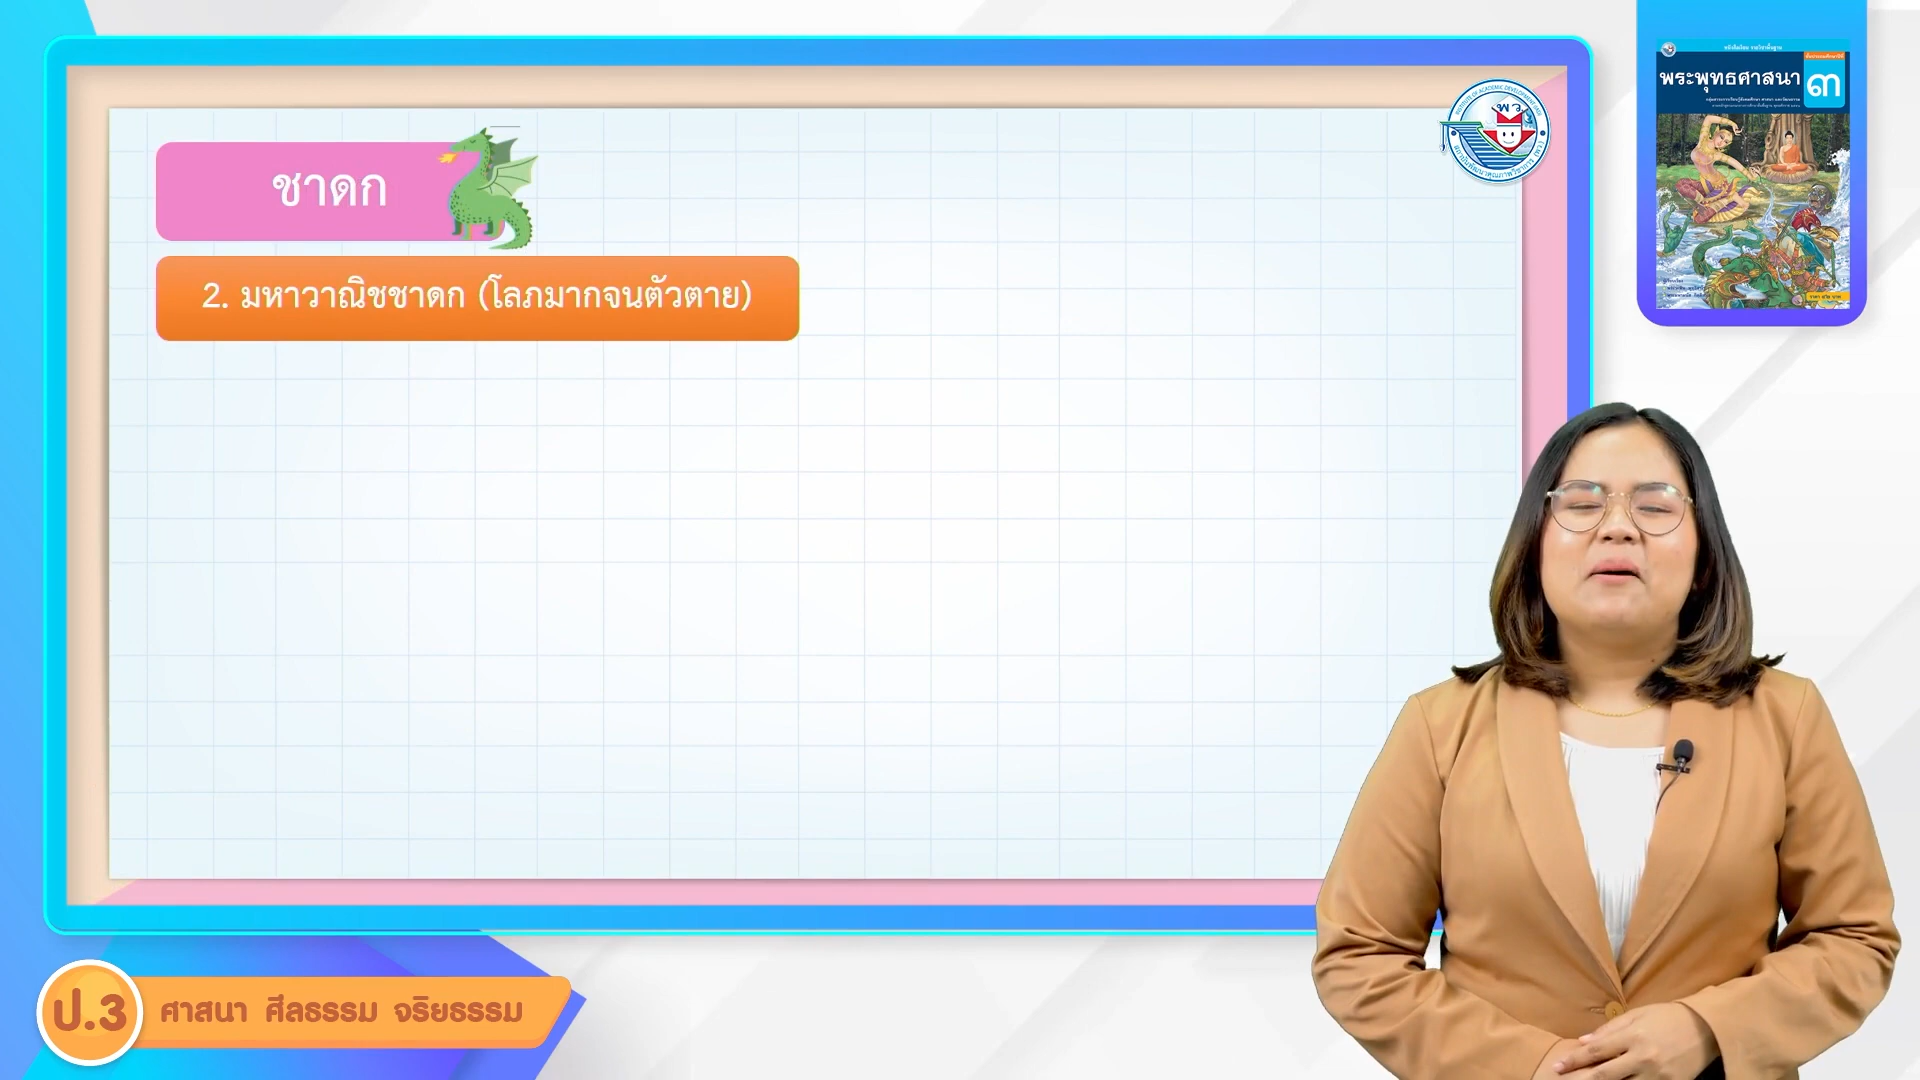 ชาดก
2. มหาวาณิชชาดก (โลภมากจนตัวตาย)
พว.
พระพุทธศาสนา
๓
ป.3 ศาสนา ศีลธรรม จริยธรรม